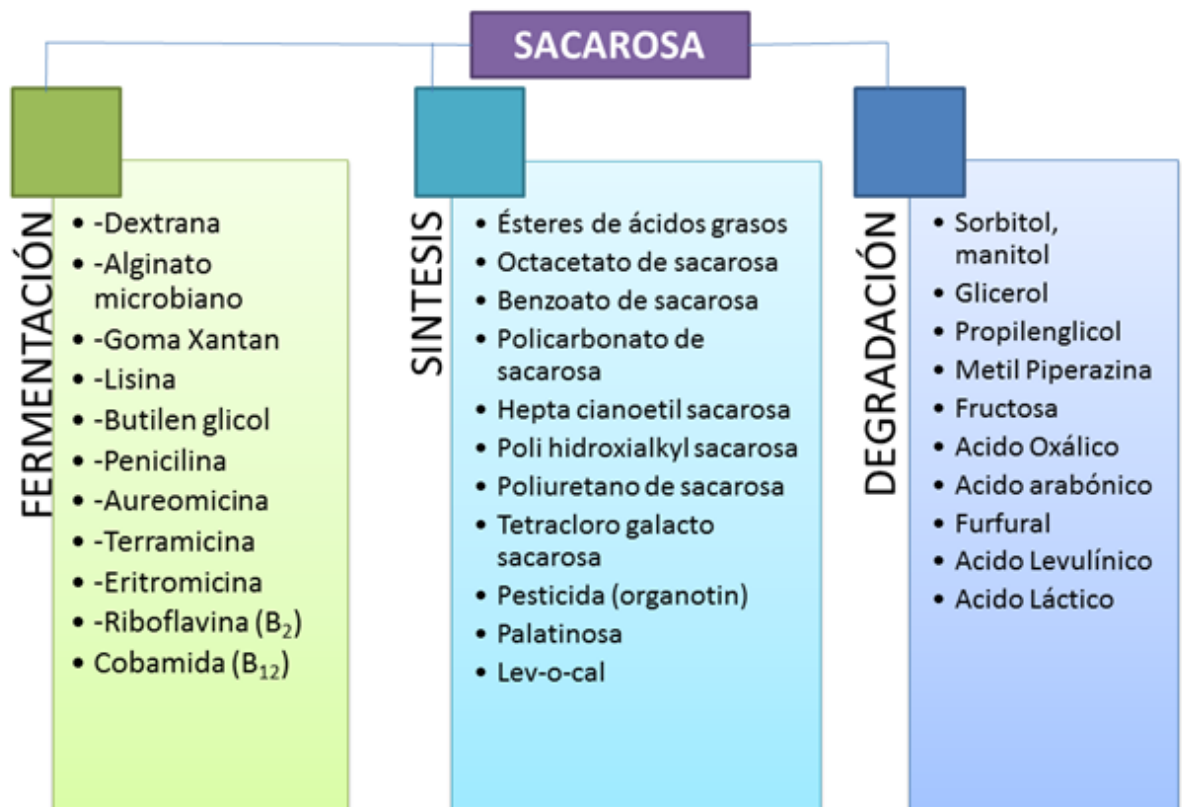 SACAROSA
FERMENTACIÓN
• -Dextrana
• -Alginato
microbiano
• -Goma Xantan
• -Lisina
• -Butilen glicol
• -Penicilina
• -Aureomicina
• -Terramicina
• -Eritromicina
• -Riboflavina (B₂)
• Cobamida (B₁₂)
SINTESIS
• Ésteres de ácidos grasos
• Octacetato de sacarosa
• Benzoato de sacarosa
• Policarbonato de
sacarosa
• Hepta cianoetil sacarosa
• Poli hidroxialkyl sacarosa
• Poliuretano de sacarosa
• Tetracloro galacto
sacarosa
• Pesticida (organotin)
• Palatinosa
• Lev-o-cal
DEGRADACIÓN
• Sorbitol,
manitol
• Glicerol
• Propilenglicol
• Metil Piperazina
• Fructosa
• Acido Oxálico
• Acido arabónico
• Furfural
• Acido Levulínico
• Acido Láctico